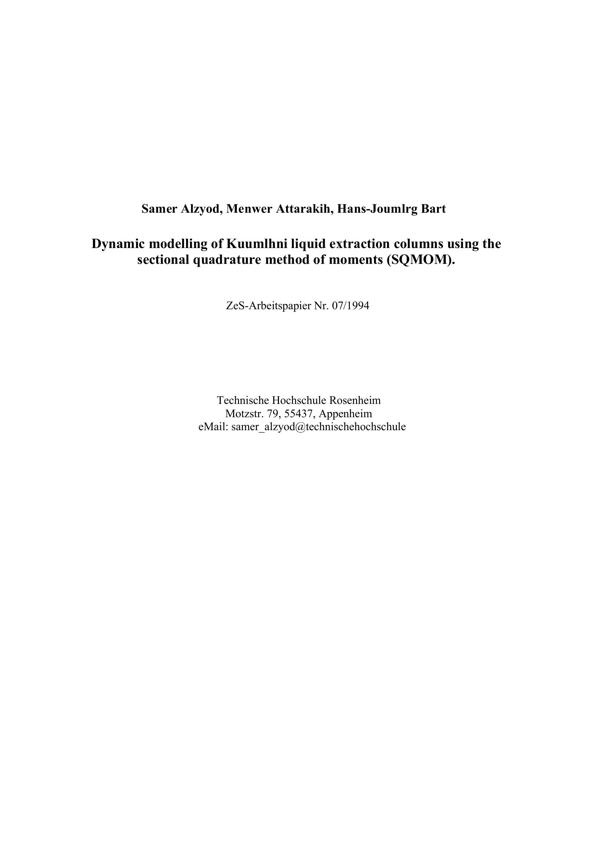 Samer Alzyod, Menwer Attarakih, Hans-Joumlrg Bart
Dynamic modelling of Kuumlhni liquid extraction columns using the
sectional quadrature method of moments (SQMOM).
ZeS-Arbeitspapier Nr. 07/1994
Technische Hochschule Rosenheim
Motzstr. 79, 55437, Appenheim
eMail: samer_alzyod@technischehochschule